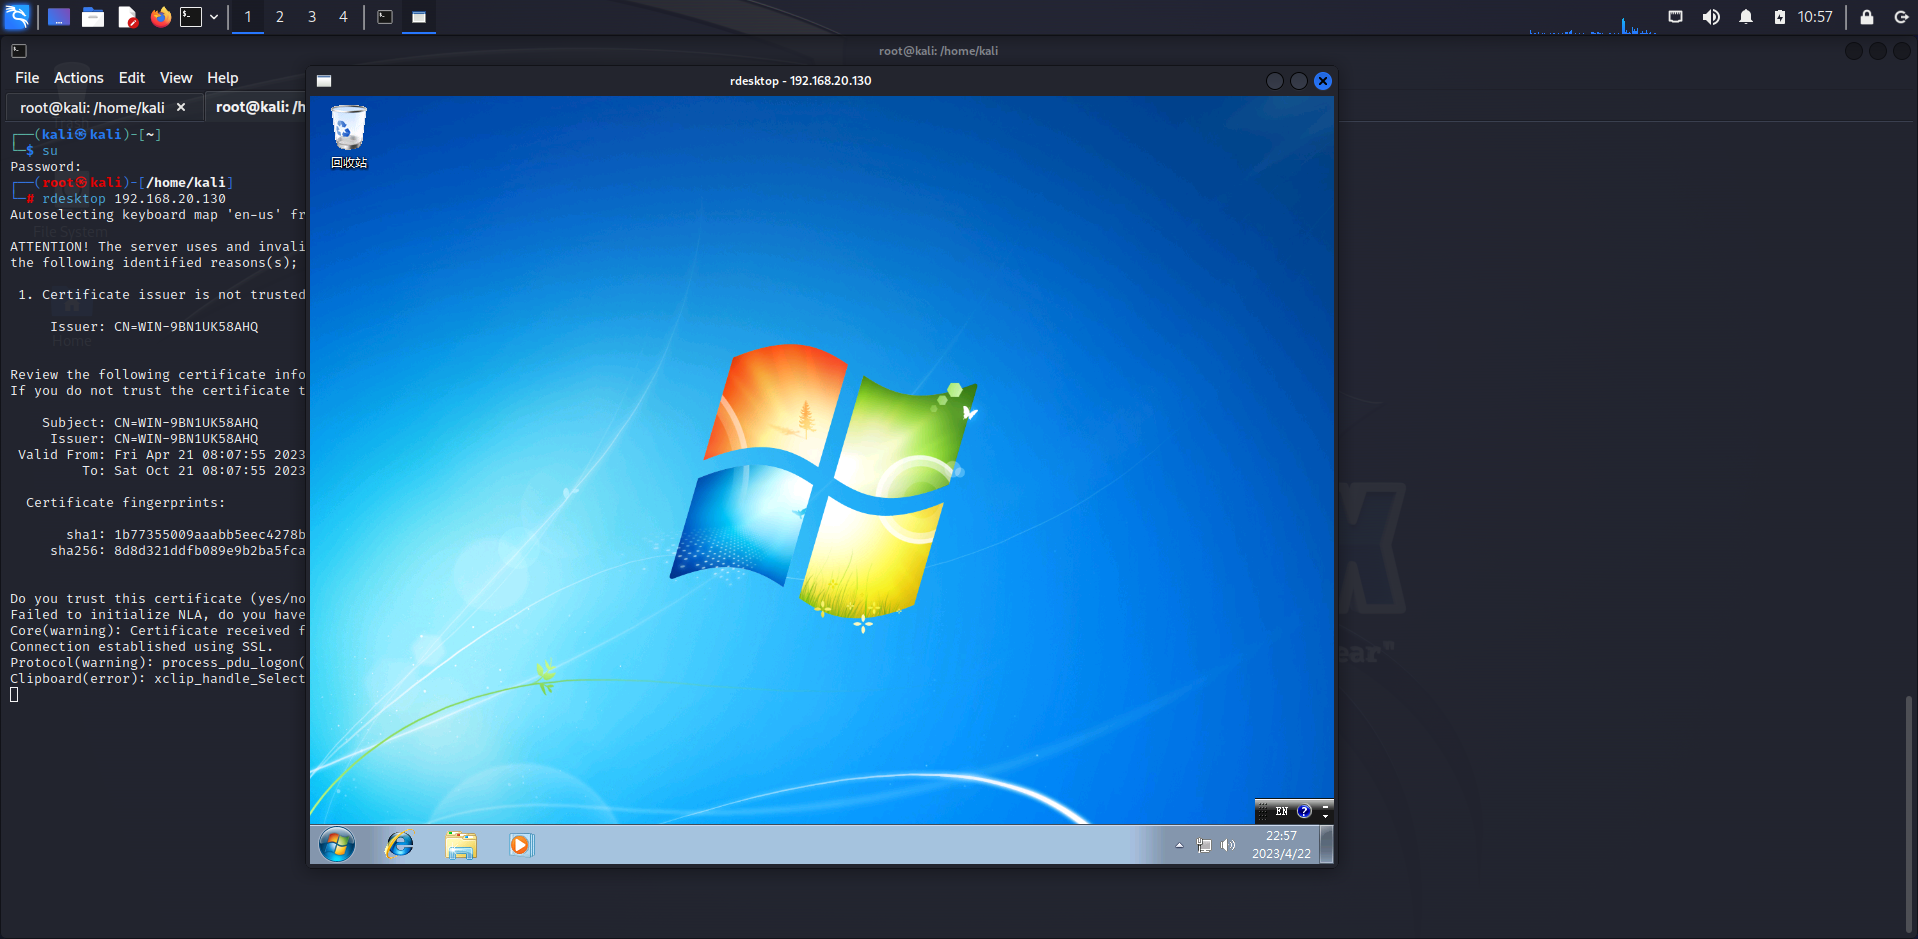 1 2 3 4
10:57
root@kali: /home/kali
File Actions Edit View Help
root@kali: /home/kali ×
root@kali: /h
rdesktop - 192.168.20.130
┌──(kali㉿kali)-[~]
└─$ su
Password:
┌──(root㉿kali)-[/home/kali]
└─# rdesktop 192.168.20.130
Autoselecting keyboard map 'en-us' fr
File System
ATTENTION! The server uses and invali
the following identified reasons(s);
1. Certificate issuer is not trusted
Issuer: CN=WIN-9BN1UK58AHQ
Home
Review the following certificate info
If you do not trust the certificate t
Subject: CN=WIN-9BN1UK58AHQ
Issuer: CN=WIN-9BN1UK58AHQ
Valid From: Fri Apr 21 08:07:55 2023
To: Sat Oct 21 08:07:55 2023
Certificate fingerprints:
sha1: 1b77355009aaabb5eec4278b
sha256: 8d8d321ddfb089e9b2ba5fca
Do you trust this certificate (yes/no
Failed to initialize NLA, do you have
Core(warning): Certificate received f
Connection established using SSL.
Protocol(warning): process_pdu_logon(
Clipboard(error): xclip_handle_Select
回收站
EN
22:57
2023/4/22
ear"